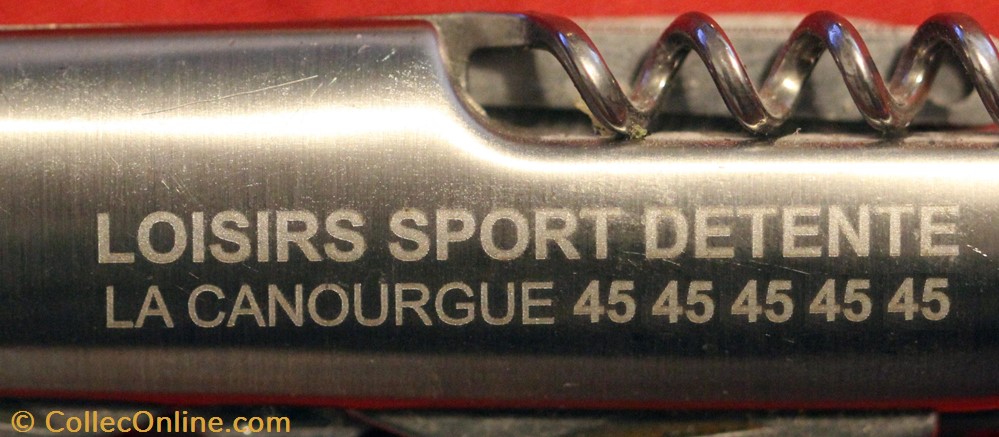 LOISIRS SPORT DETENTE
LA CANOURGUE 45 45 45 45 45
© CollecOnline.com